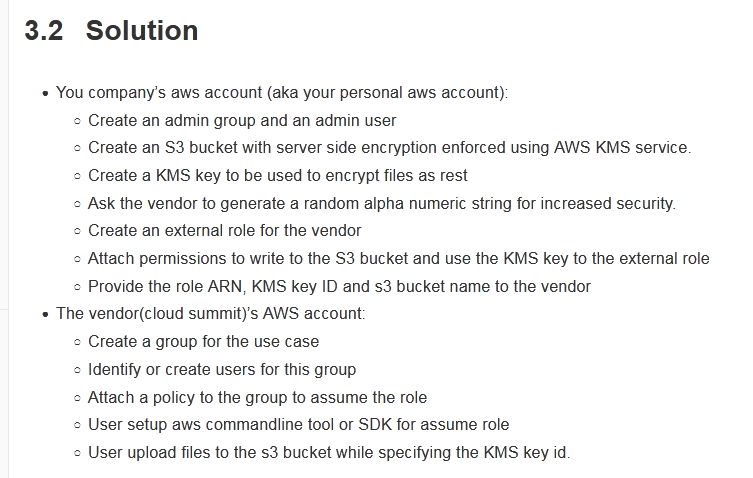 3.2 Solution
• You company's aws account (aka your personal aws account):
○ Create an admin group and an admin user
○ Create an S3 bucket with server side encryption enforced using AWS KMS service.
○ Create a KMS key to be used to encrypt files as rest
○ Ask the vendor to generate a random alpha numeric string for increased security.
○ Create an external role for the vendor
○ Attach permissions to write to the S3 bucket and use the KMS key to the external role
○ Provide the role ARN, KMS key ID and s3 bucket name to the vendor
• The vendor(cloud summit)'s AWS account:
○ Create a group for the use case
○ Identify or create users for this group
○ Attach a policy to the group to assume the role
○ User setup aws commandline tool or SDK for assume role
○ User upload files to the s3 bucket while specifying the KMS key id.